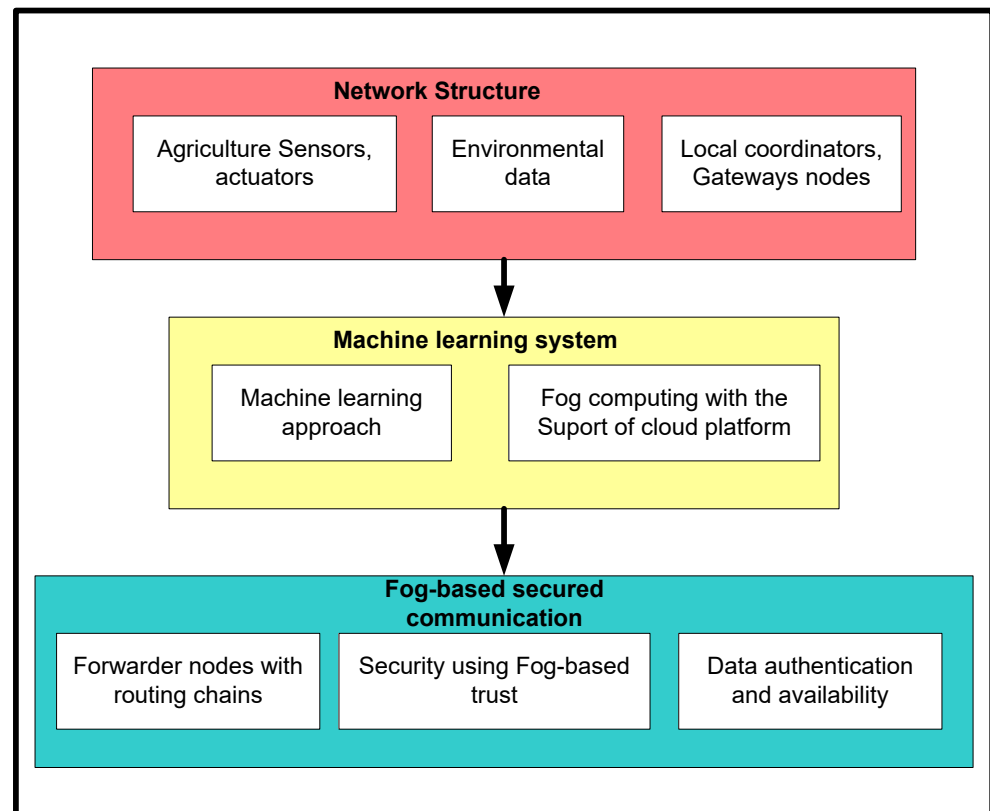 Network Structure
Agriculture Sensors,
actuators
Environmental
data
Local coordinators,
Gateways nodes
Machine learning system
Machine learning
approach
Fog computing with the
Suport of cloud platform
Fog-based secured
communication
Forwarder nodes with
routing chains
Security using Fog-based
trust
Data authentication
and availability